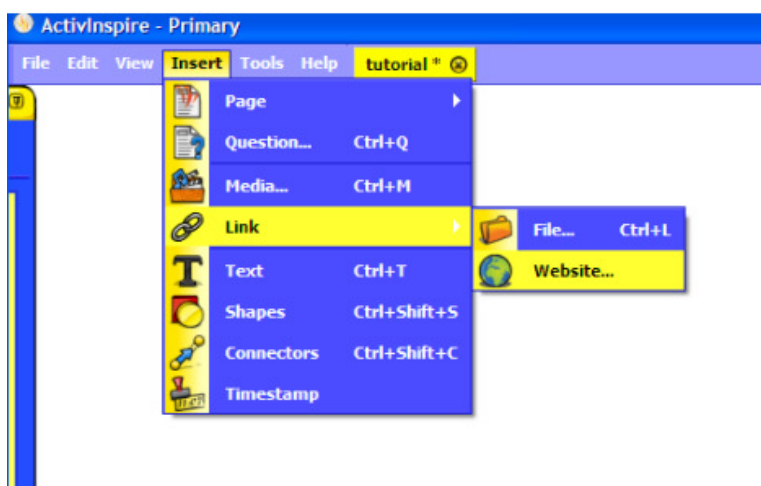 ActivInspire - Primary
File Edit View Insert Tools Help tutorial *
Page
Question... Ctrl+Q
Media... Ctrl+M
Link File... Ctrl+L
Text Ctrl+T Website...
Shapes Ctrl+Shift+S
Connectors Ctrl+Shift+C
Timestamp